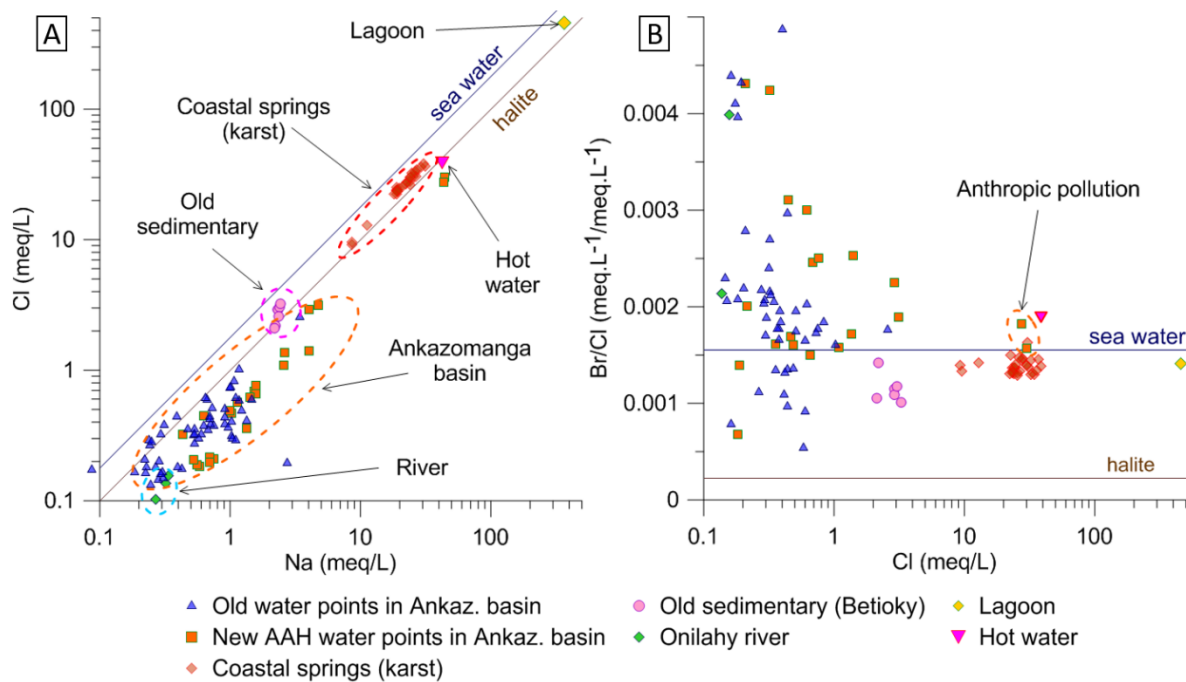 A
Lagoon
sea water
halite
Coastal springs
(karst)
Old
sedimentary
Hot
water
Ankazomanga
basin
River
Cl (meq/L)
100
10
1
0.1
0.1
1
10
100
Na (meq/L)
B
Anthropic pollution
sea water
halite
Br/Cl (meq.L⁻¹/meq.L⁻¹)
0.004
0.003
0.002
0.001
0
0.1
1
10
100
Cl (meq/L)
Old water points in Ankaz. basin
New AAH water points in Ankaz. basin
Coastal springs (karst)
Old sedimentary (Betioky)
Onilahy river
Lagoon
Hot water